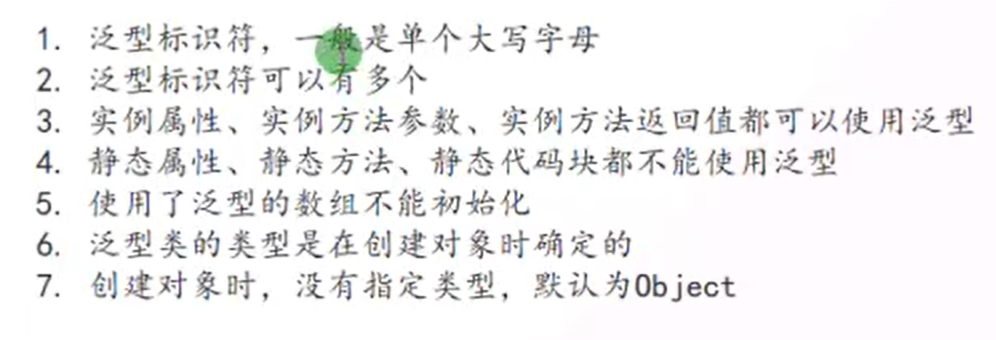 1. 泛型标识符，一般是单个大写字母
2. 泛型标识符可以有多个
3. 实例属性、实例方法参数、实例方法返回值都可以使用泛型
4. 静态属性、静态方法、静态代码块都不能使用泛型
5. 使用了泛型的数组不能初始化
6. 泛型类的类型是在创建对象时确定的
7. 创建对象时，没有指定类型，默认为Object